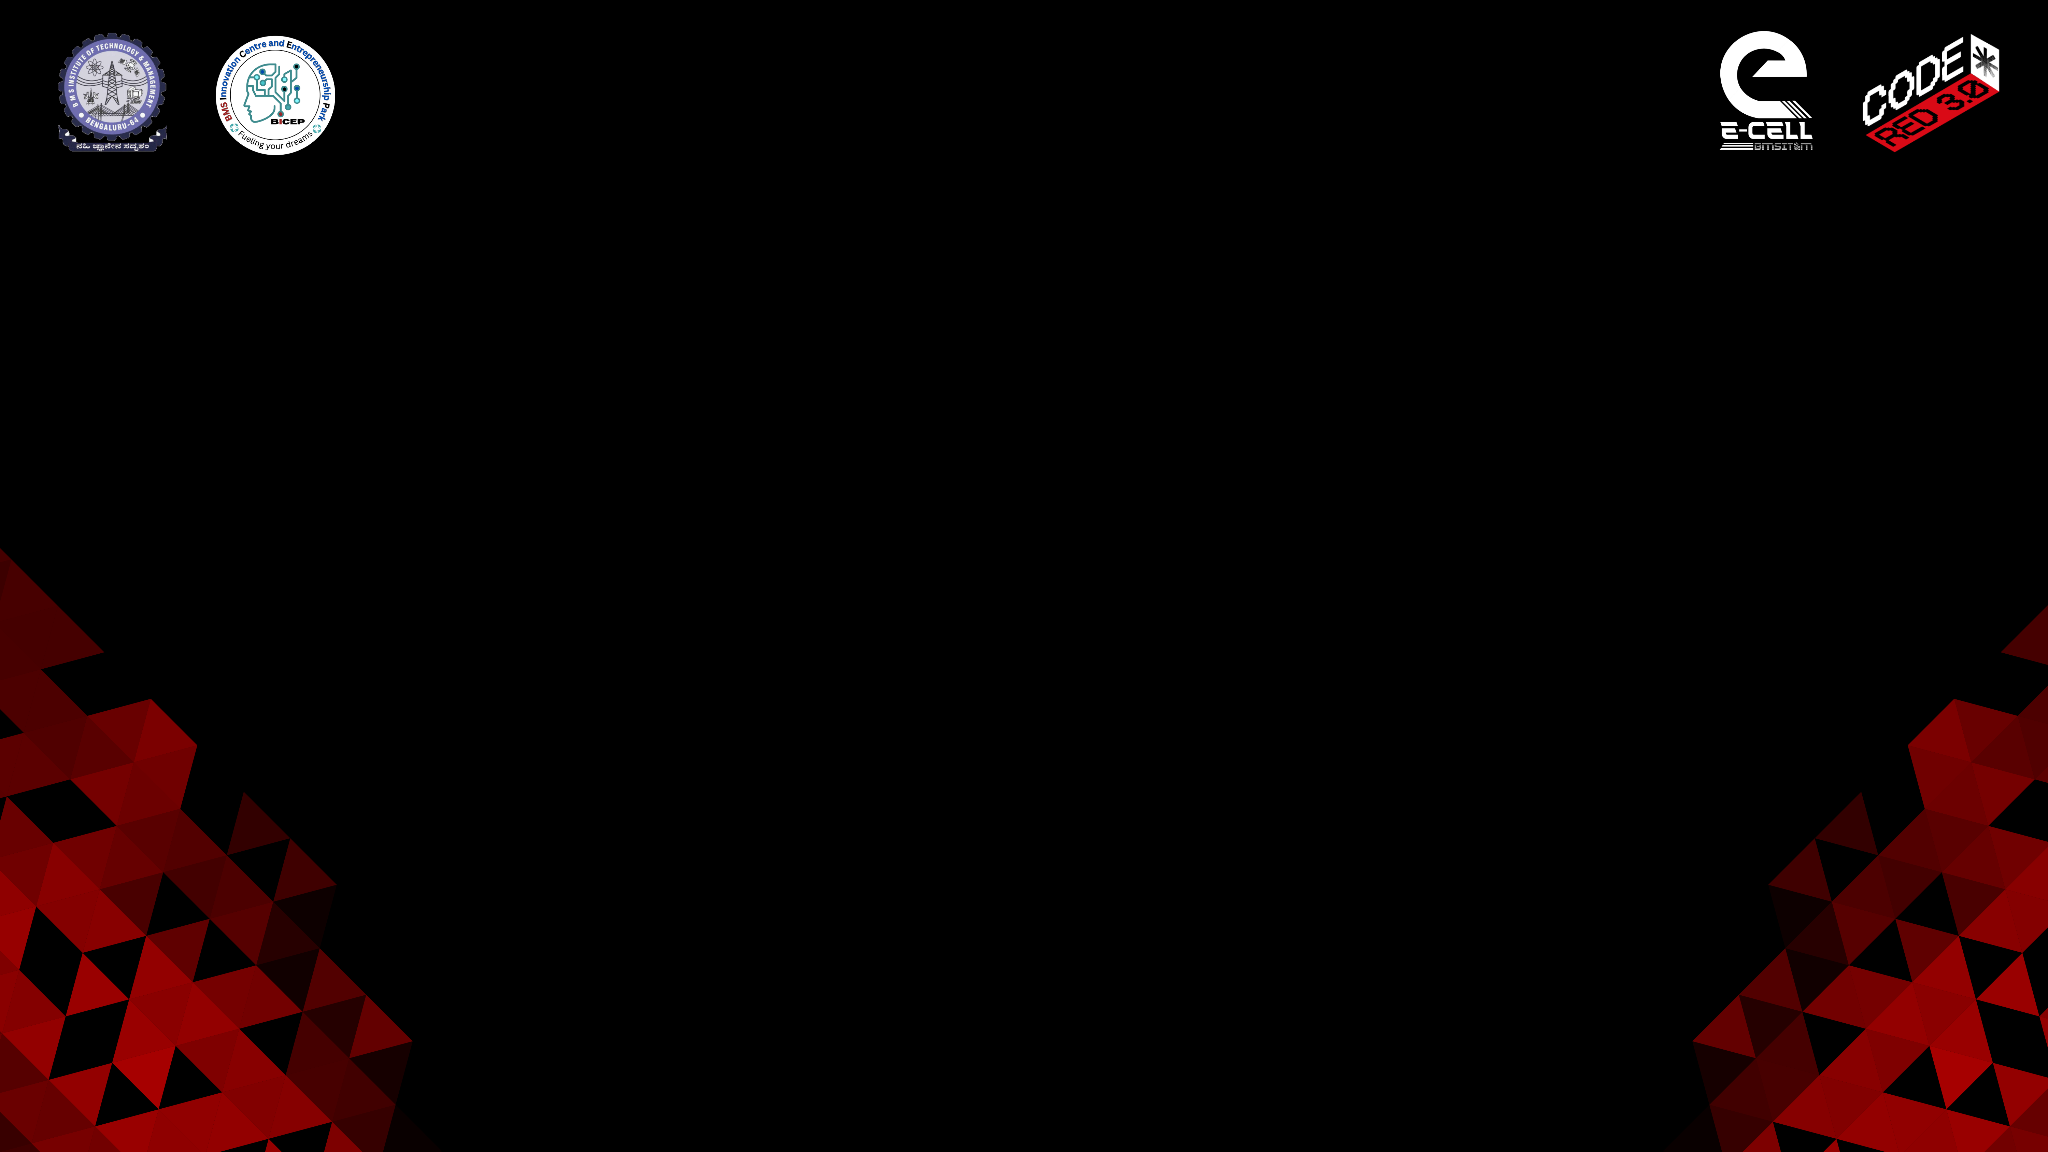 B M S INSTITUTE OF TECHNOLOGY & MANAGEMENT
BENGALURU-64
BMS Innovation Centre and Entrepreneurship Park
BiCEP
Fueling your dreams
E-CELL
BMSIT&M
CODE
RED 3.0